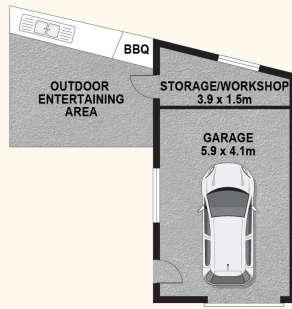 BBQ
OUTDOOR
ENTERTAINING
AREA
STORAGE/WORKSHOP
3.9 x 1.5m
GARAGE
5.9 x 4.1m